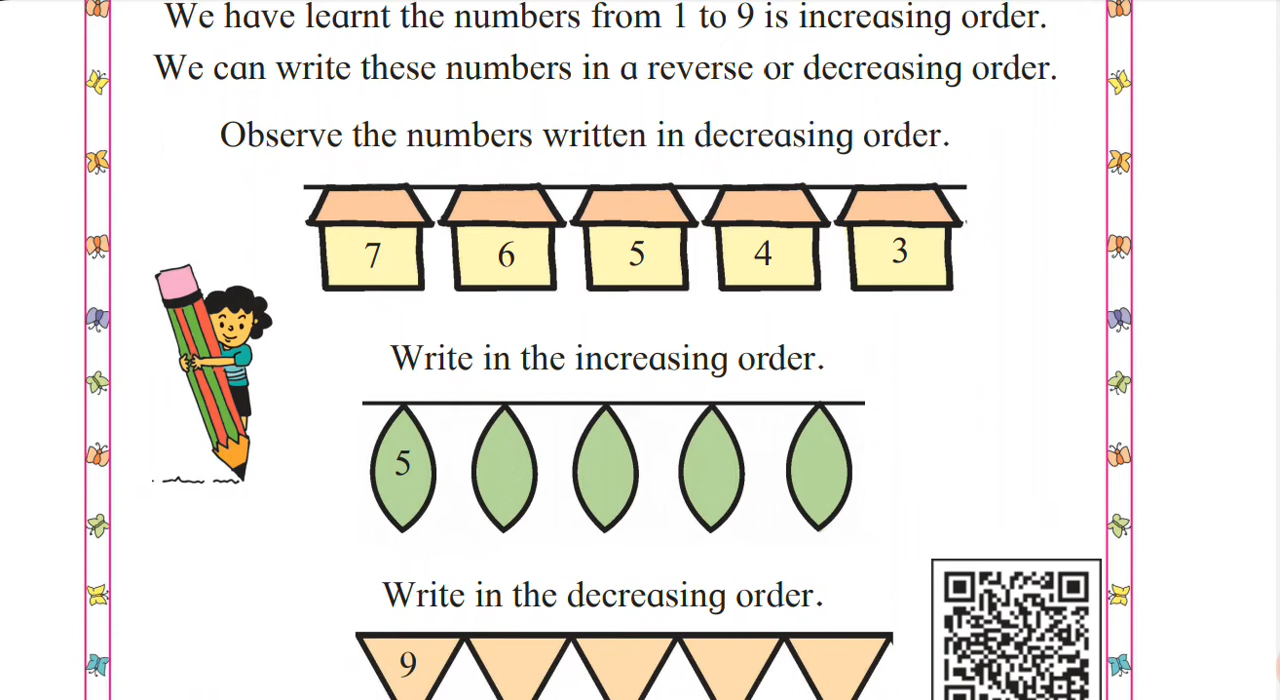 We have learnt the numbers from 1 to 9 is increasing order.
We can write these numbers in a reverse or decreasing order.
Observe the numbers written in decreasing order.
7 6 5 4 3
Write in the increasing order.
5
Write in the decreasing order.
9